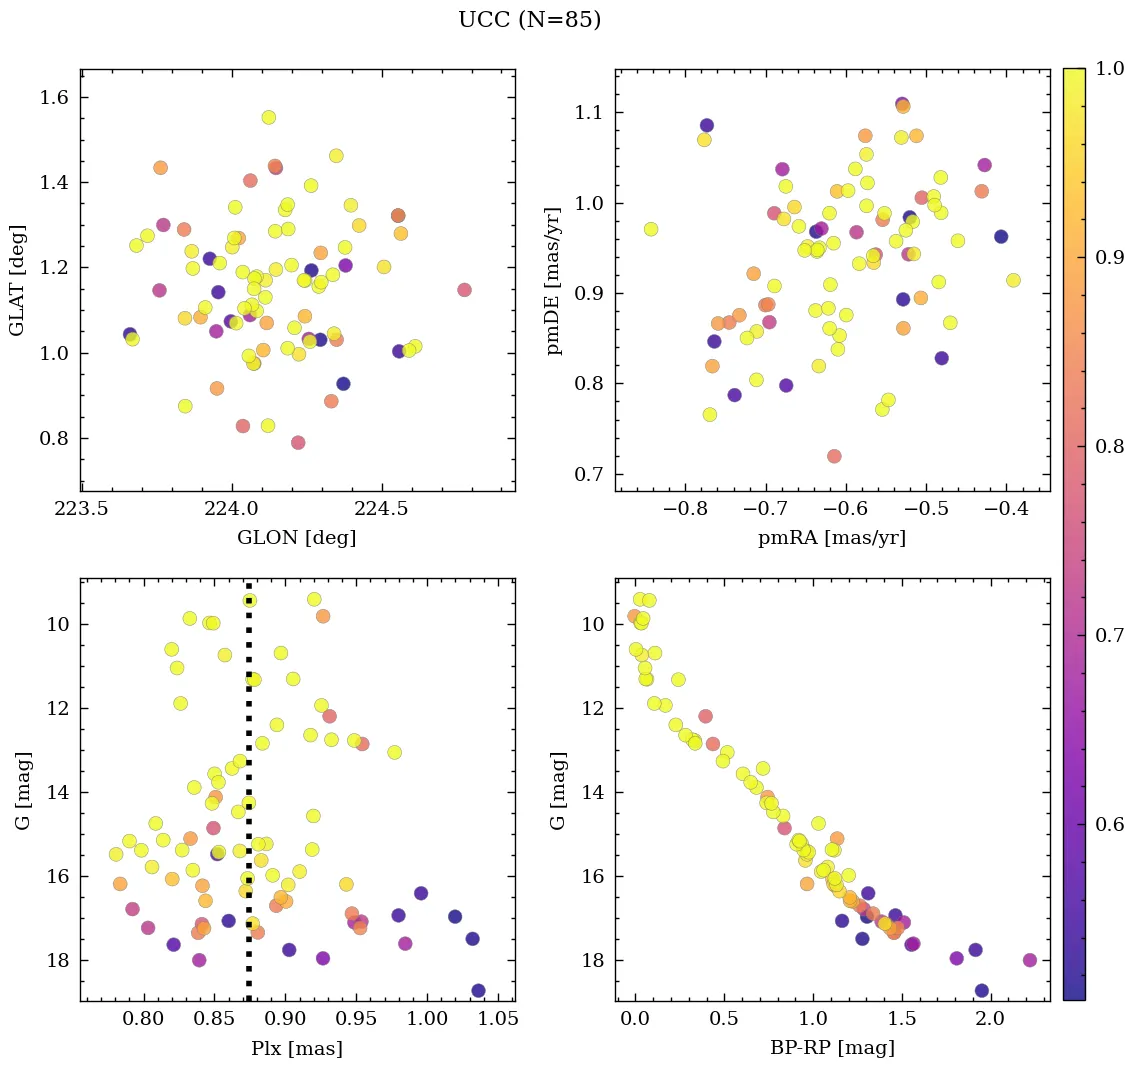 UCC (N=85)
1.6
1.4
1.2
1.0
0.8
GLAT [deg]
223.5 224.0 224.5
GLON [deg]
1.1
1.0
0.9
0.8
0.7
pmDE [mas/yr]
−0.8 −0.7 −0.6 −0.5 −0.4
pmRA [mas/yr]
1.0
0.9
0.8
0.7
0.6
10
12
14
16
18
G [mag]
0.80 0.85 0.90 0.95 1.00 1.05
Plx [mas]
10
12
14
16
18
G [mag]
0.0 0.5 1.0 1.5 2.0
BP-RP [mag]